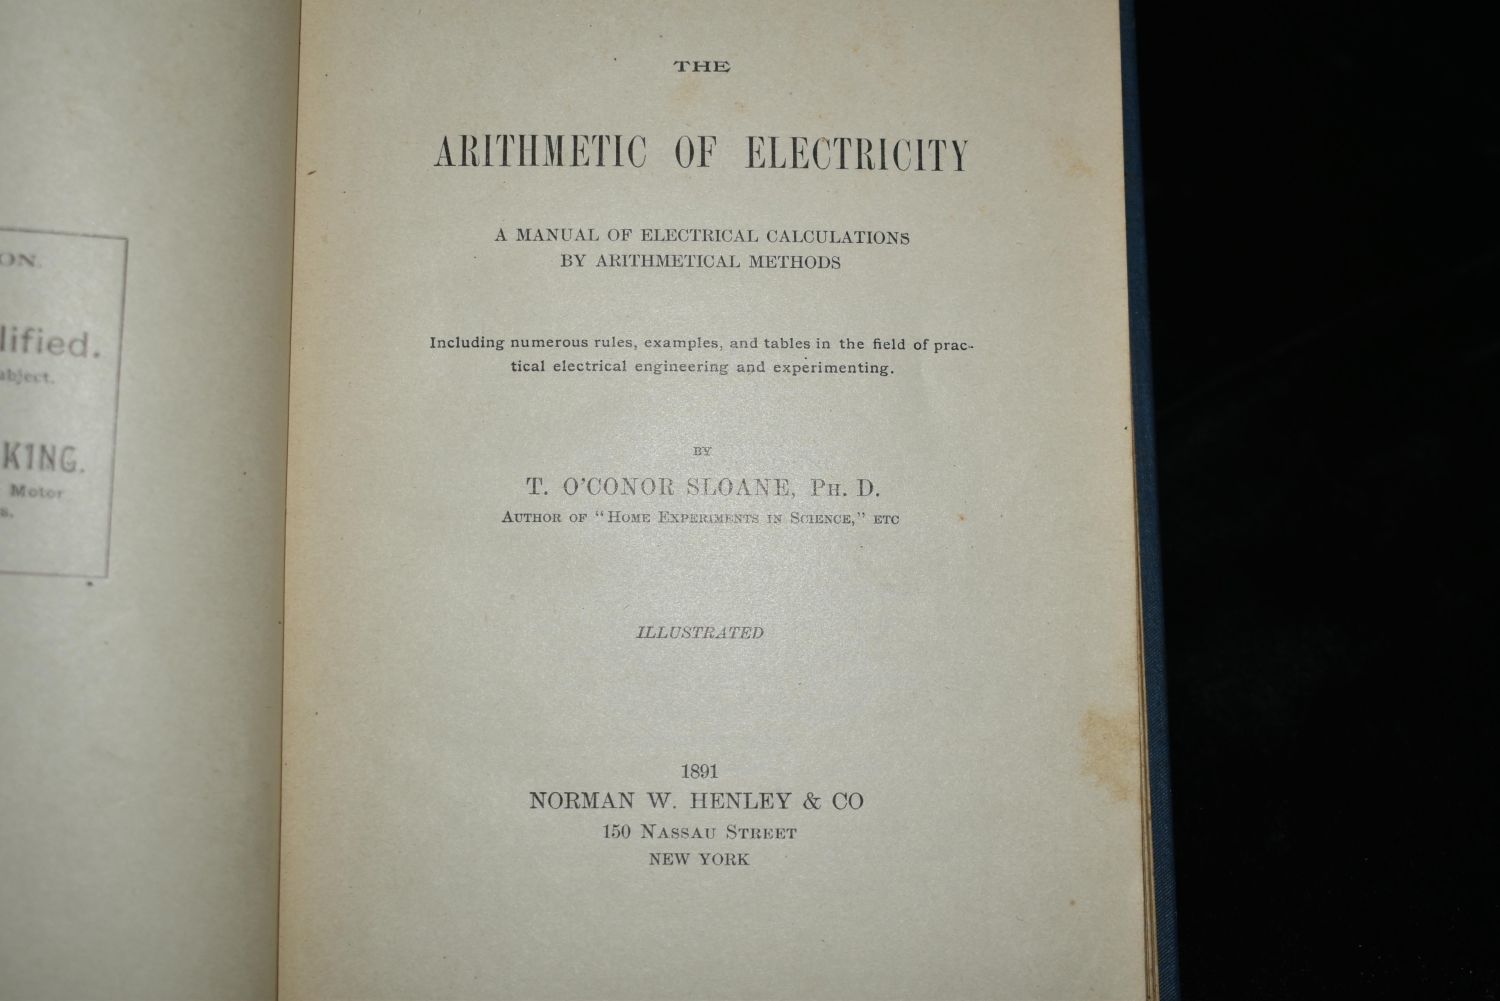 ON.
lified.
ubject.
KING.
Motor
s.
THE
ARITHMETIC OF ELECTRICITY
A MANUAL OF ELECTRICAL CALCULATIONS
BY ARITHMETICAL METHODS
Including numerous rules, examples, and tables in the field of prac-
tical electrical engineering and experimenting.
BY
T. O'CONOR SLOANE, PH. D.
AUTHOR OF "HOME EXPERIMENTS IN SCIENCE," ETC
ILLUSTRATED
1891
NORMAN W. HENLEY & CO
150 NASSAU STREET
NEW YORK